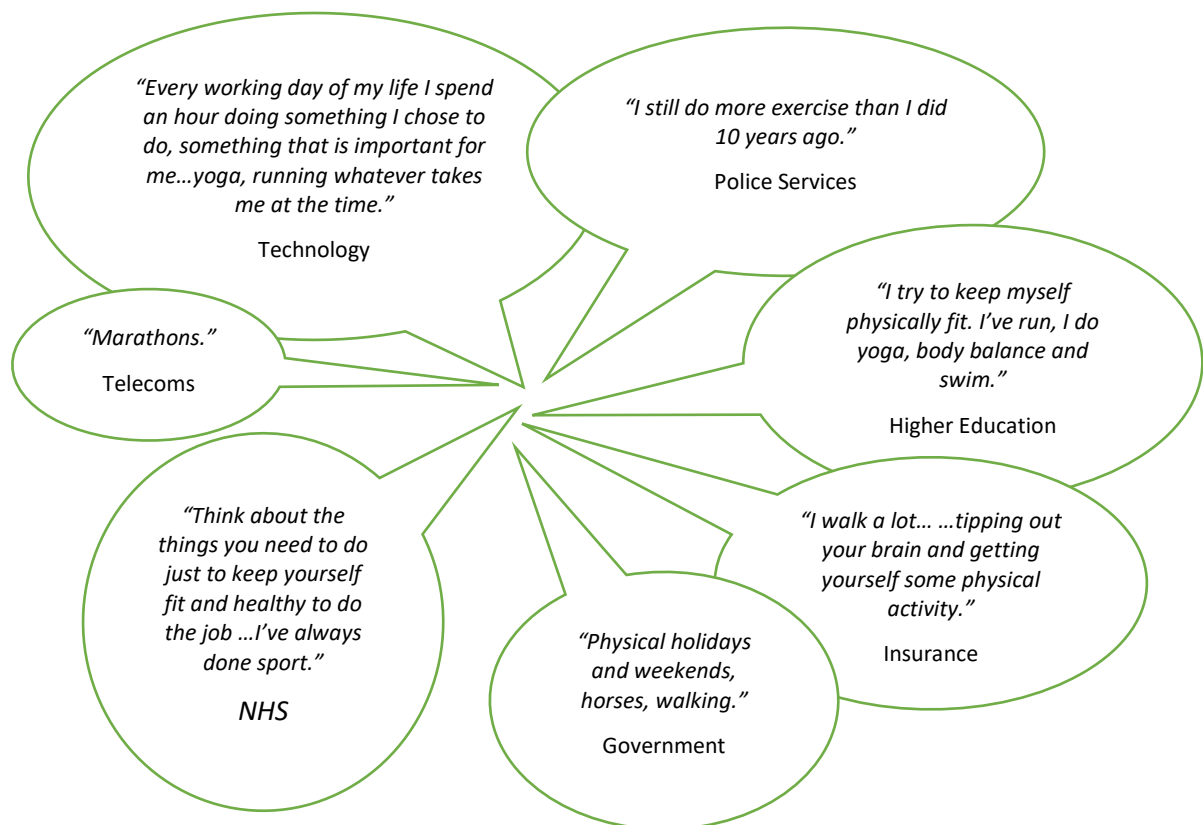 “Every working day of my life I spend
an hour doing something I chose to
do, something that is important for
me…yoga, running whatever takes
me at the time.”
Technology
“I still do more exercise than I did
10 years ago.”
Police Services
“I try to keep myself
physically fit. I’ve run, I do
yoga, body balance and
swim.”
Higher Education
“Marathons.”
Telecoms
“I walk a lot… …tipping out
your brain and getting
yourself some physical
activity.”
Insurance
“Think about the
things you need to do
just to keep yourself
fit and healthy to do
the job …I’ve always
done sport.”
NHS
“Physical holidays
and weekends,
horses, walking.”
Government